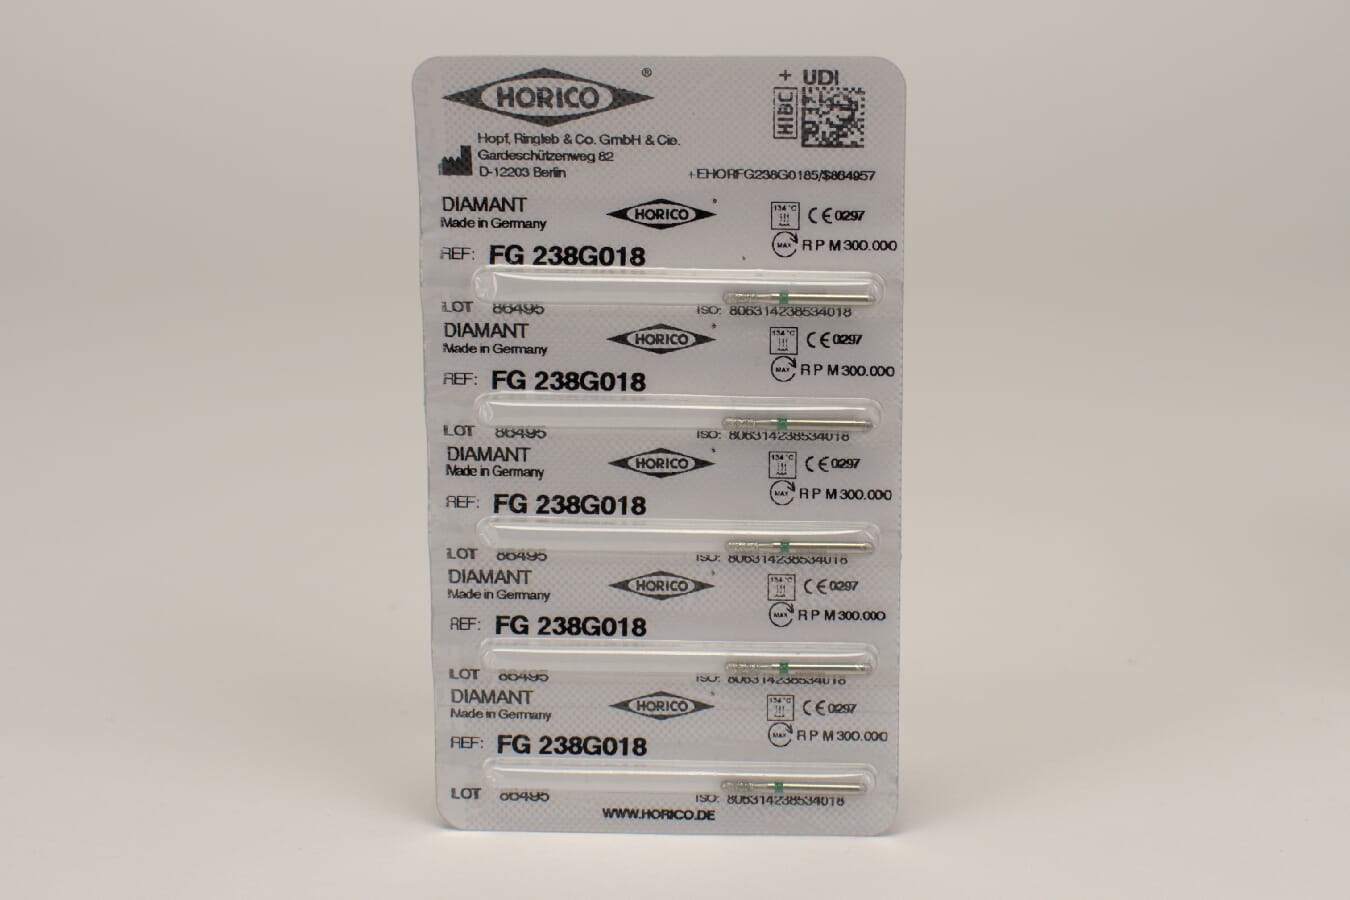 HORICO ®
+ UDI
HIBC
Hopf, Ringleb & Co. GmbH & Cie.
Gardeschützenweg 82
D-12203 Berlin
+EHORFG238G0185/$864957
DIAMANT
Made in Germany
HORICO
134 °C
CE 0297
MAX RPM 300.000
REF: FG 238G018
LOT 86495
ISO: 806314238534018
DIAMANT
Made in Germany
HORICO
134 °C
CE 0297
MAX RPM 300.000
REF: FG 238G018
LOT 86495
ISO: 806314238534018
DIAMANT
Made in Germany
HORICO
134 °C
CE 0297
MAX RPM 300.000
REF: FG 238G018
LOT 86495
ISO: 806314238534018
DIAMANT
Made in Germany
HORICO
134 °C
CE 0297
MAX RPM 300.000
REF: FG 238G018
LOT 86495
ISO: 806314238534018
DIAMANT
Made in Germany
HORICO
134 °C
CE 0297
MAX RPM 300.000
REF: FG 238G018
LOT 86495
ISO: 806314238534018
WWW.HORICO.DE